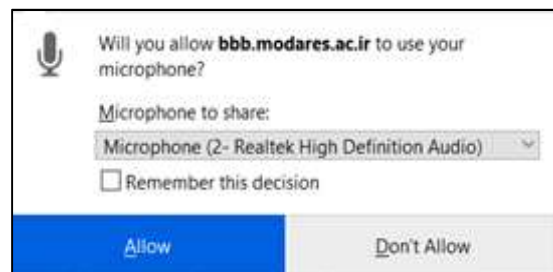 Will you allow bbb.modares.ac.ir to use your
microphone?
Microphone to share:
Microphone (2- Realtek High Definition Audio)
Remember this decision
Allow
Don't Allow